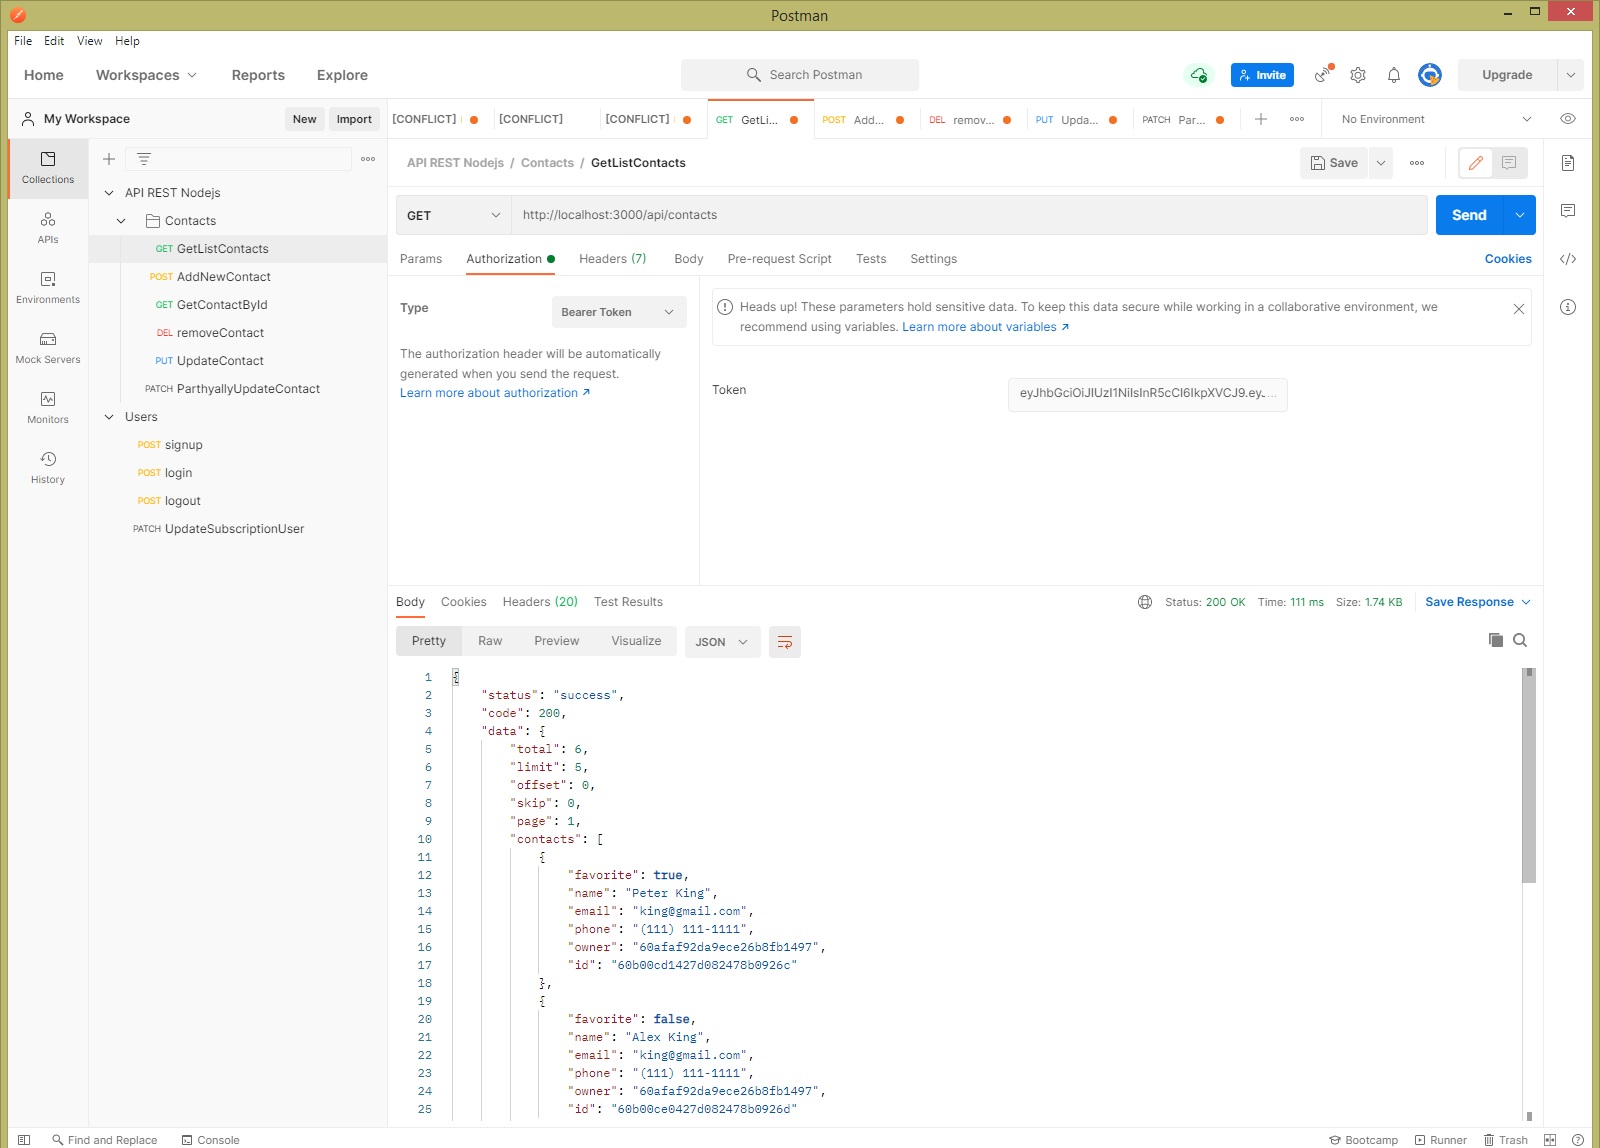 Postman
File Edit View Help
Home Workspaces Reports Explore Search Postman Invite Upgrade
My Workspace New Import
[CONFLICT] [CONFLICT] [CONFLICT] GET GetLi... POST Add... DEL remov... PUT Upda... PATCH Par... No Environment
Collections
APIs
Environments
Mock Servers
Monitors
History
API REST Nodejs
Contacts
GET GetListContacts
POST AddNewContact
GET GetContactById
DEL removeContact
PUT UpdateContact
PATCH ParthyallyUpdateContact
Users
POST signup
POST login
POST logout
PATCH UpdateSubscriptionUser
API REST Nodejs / Contacts / GetListContacts Save
GET http://localhost:3000/api/contacts Send
Params Authorization Headers (7) Body Pre-request Script Tests Settings Cookies
Type Bearer Token
The authorization header will be automatically
generated when you send the request.
Learn more about authorization ↗
Heads up! These parameters hold sensitive data. To keep this data secure while working in a collaborative environment, we
recommend using variables. Learn more about variables ↗
Token eyJhbGciOiJIUzI1NiIsInR5cCI6IkpXVCJ9.ey...
Body Cookies Headers (20) Test Results Status: 200 OK Time: 111 ms Size: 1.74 KB Save Response
Pretty Raw Preview Visualize JSON
1 {
2 "status": "success",
3 "code": 200,
4 "data": {
5 "total": 6,
6 "limit": 5,
7 "offset": 0,
8 "skip": 0,
9 "page": 1,
10 "contacts": [
11 {
12 "favorite": true,
13 "name": "Peter King",
14 "email": "king@gmail.com",
15 "phone": "(111) 111-1111",
16 "owner": "60afaf92da9ece26b8fb1497",
17 "id": "60b00cd1427d082478b0926c"
18 },
19 {
20 "favorite": false,
21 "name": "Alex King",
22 "email": "king@gmail.com",
23 "phone": "(111) 111-1111",
24 "owner": "60afaf92da9ece26b8fb1497",
25 "id": "60b00ce0427d082478b0926d"
Find and Replace Console Bootcamp Runner Trash